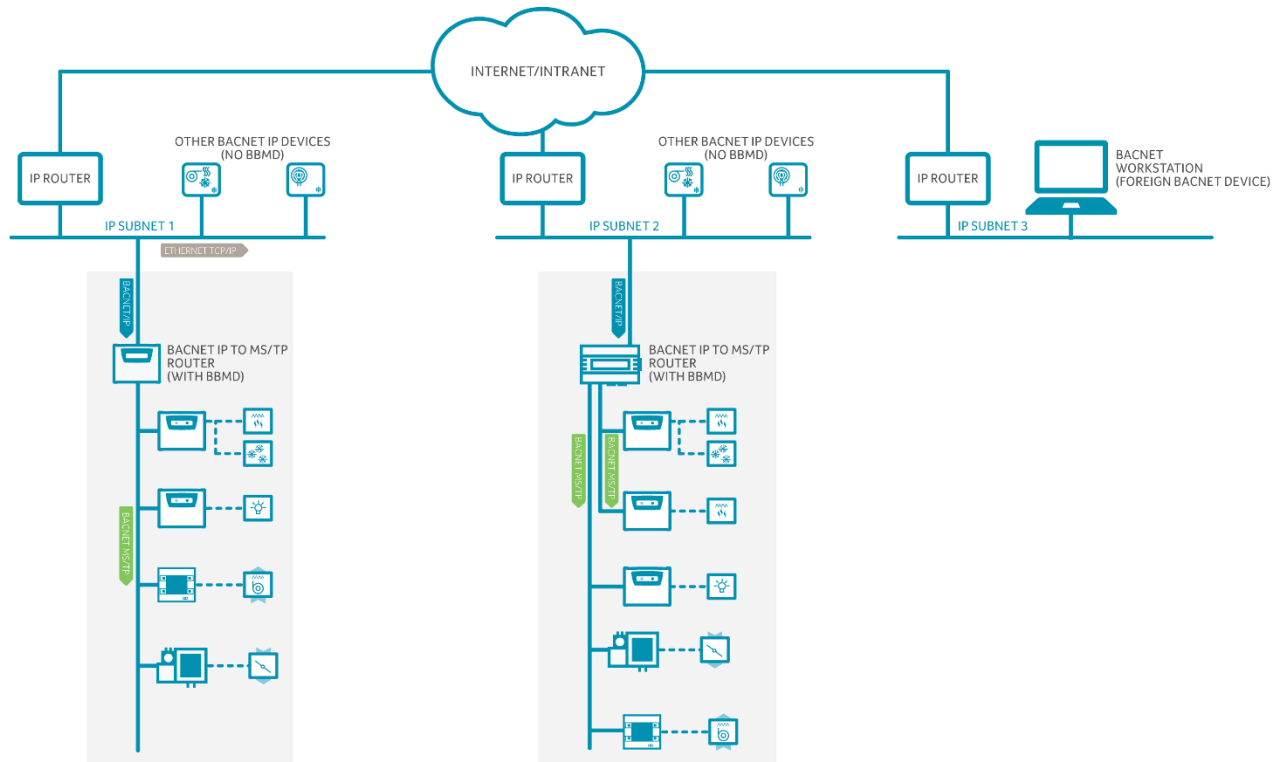 INTERNET/INTRANET
IP ROUTER
OTHER BACNET IP DEVICES
(NO BBMD)
IP SUBNET 1
ETHERNET TCP/IP
BACNET/IP
BACNET IP TO MS/TP
ROUTER
(WITH BBMD)
BACNET MS/TP
IP ROUTER
OTHER BACNET IP DEVICES
(NO BBMD)
IP SUBNET 2
BACNET/IP
BACNET IP TO MS/TP
ROUTER
(WITH BBMD)
BACNET MS/TP
BACNET MS/TP
IP ROUTER
BACNET
WORKSTATION
(FOREIGN BACNET DEVICE)
IP SUBNET 3